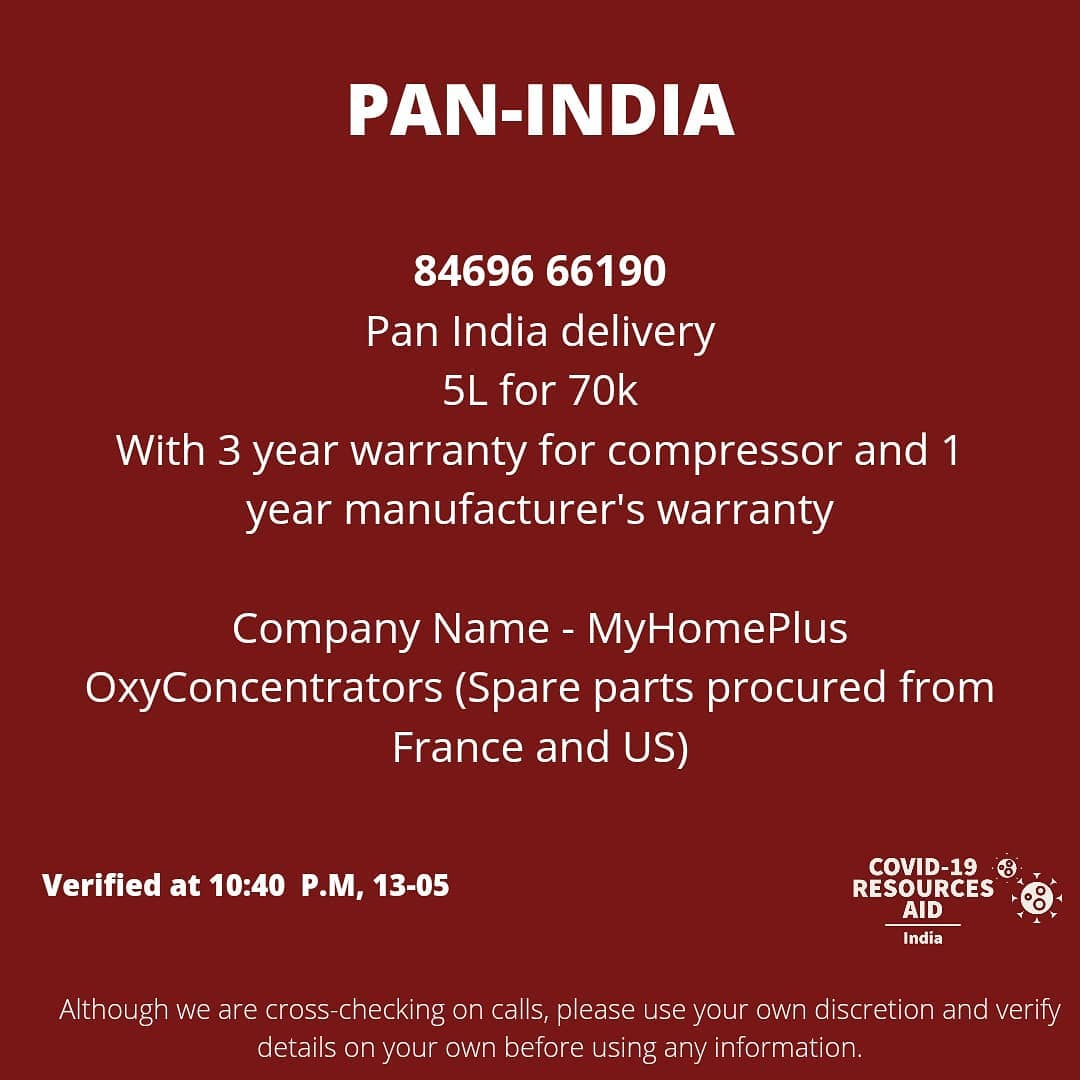 PAN-INDIA
84696 66190
Pan India delivery
5L for 70k
With 3 year warranty for compressor and 1
year manufacturer's warranty
Company Name - MyHomePlus
OxyConcentrators (Spare parts procured from
France and US)
Verified at 10:40  P.M, 13-05
COVID-19
RESOURCES
AID
India
Although we are cross-checking on calls, please use your own discretion and verify
details on your own before using any information.